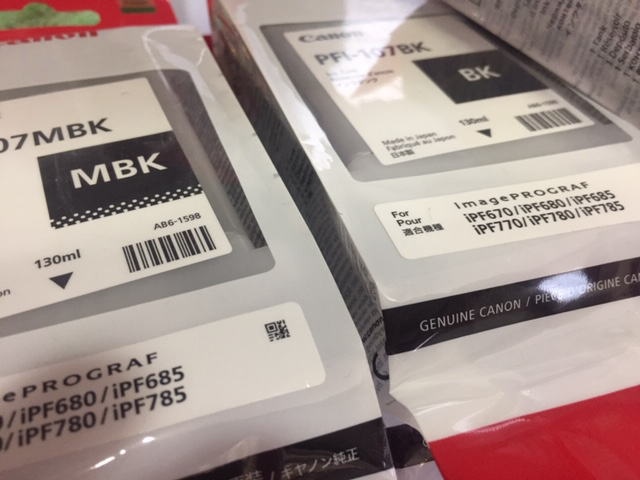 07MBK
MBK
AB6-1598
130ml
PROGRAF
/iPF680/iPF685
/iPF780/iPF785
キヤノン純正
Canon
PFI-107BK
BK
130ml
Made in Japan
Fabriqué au Japon
日本製
imagePROGRAF
For
Pour
適合機種
iPF670/iPF680/iPF685
iPF770/iPF780/iPF785
GENUINE CANON / PIÈCE D'ORIGINE CAN